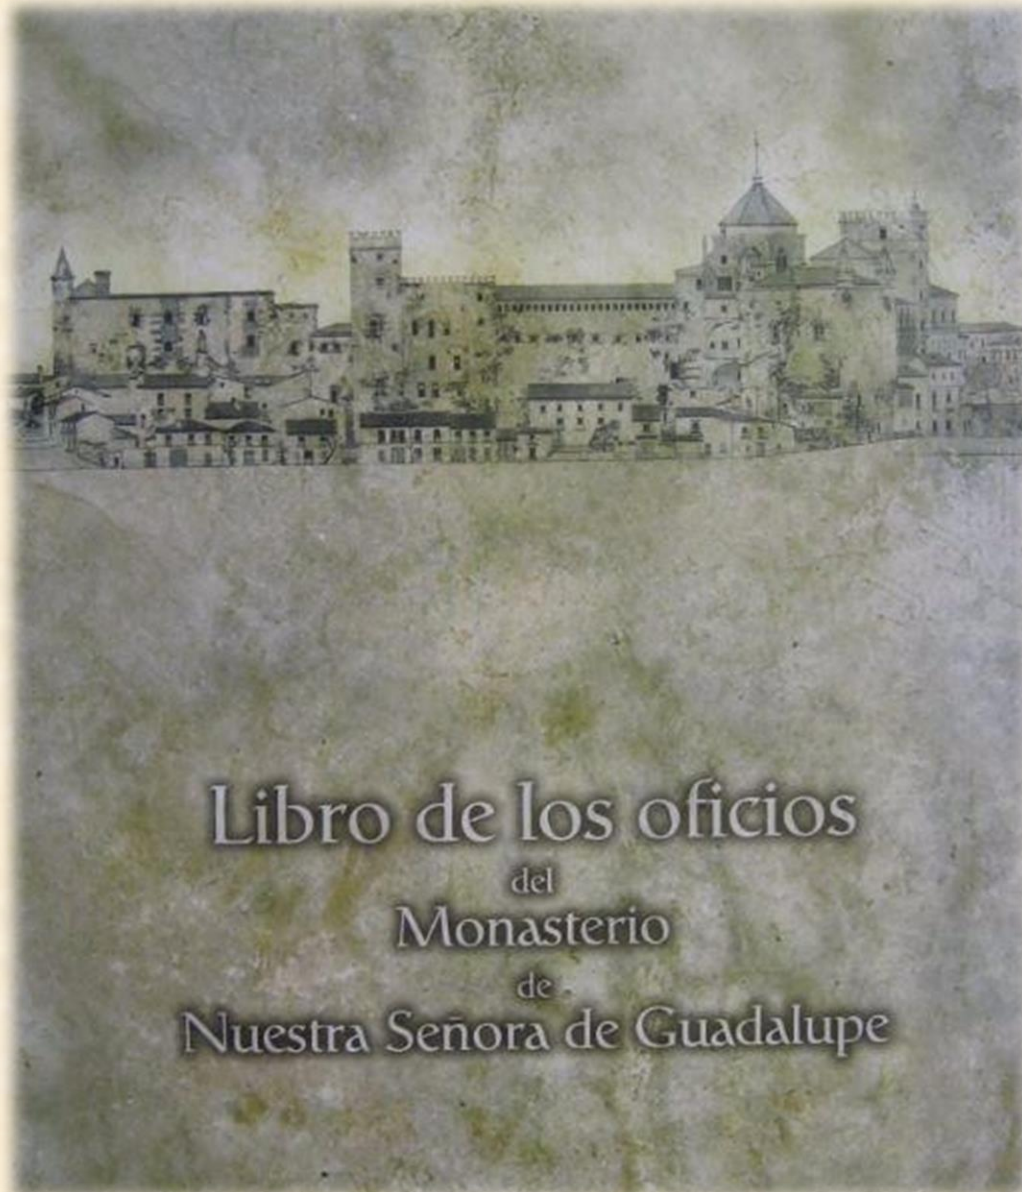 Libro de los oficios
del
Monasterio
de
Nuestra Señora de Guadalupe